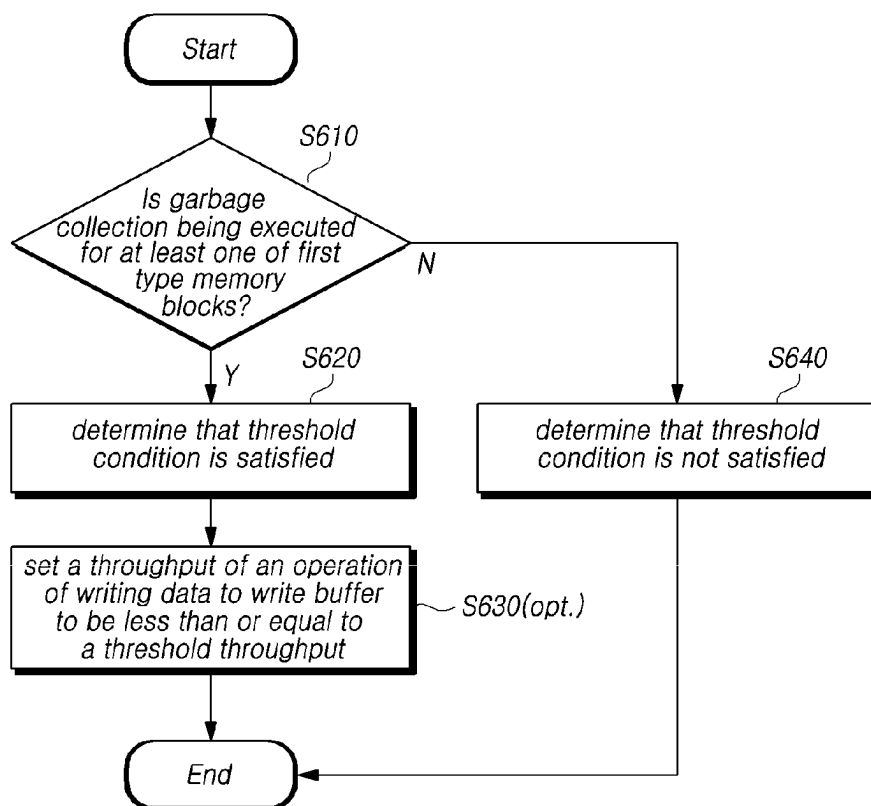 Start
S610
Is garbage
collection being executed
for at least one of first
type memory
blocks?
N
Y
S620
determine that threshold
condition is satisfied
S640
determine that threshold
condition is not satisfied
set a throughput of an operation
of writing data to write buffer
to be less than or equal to
a threshold throughput
S630(opt.)
End